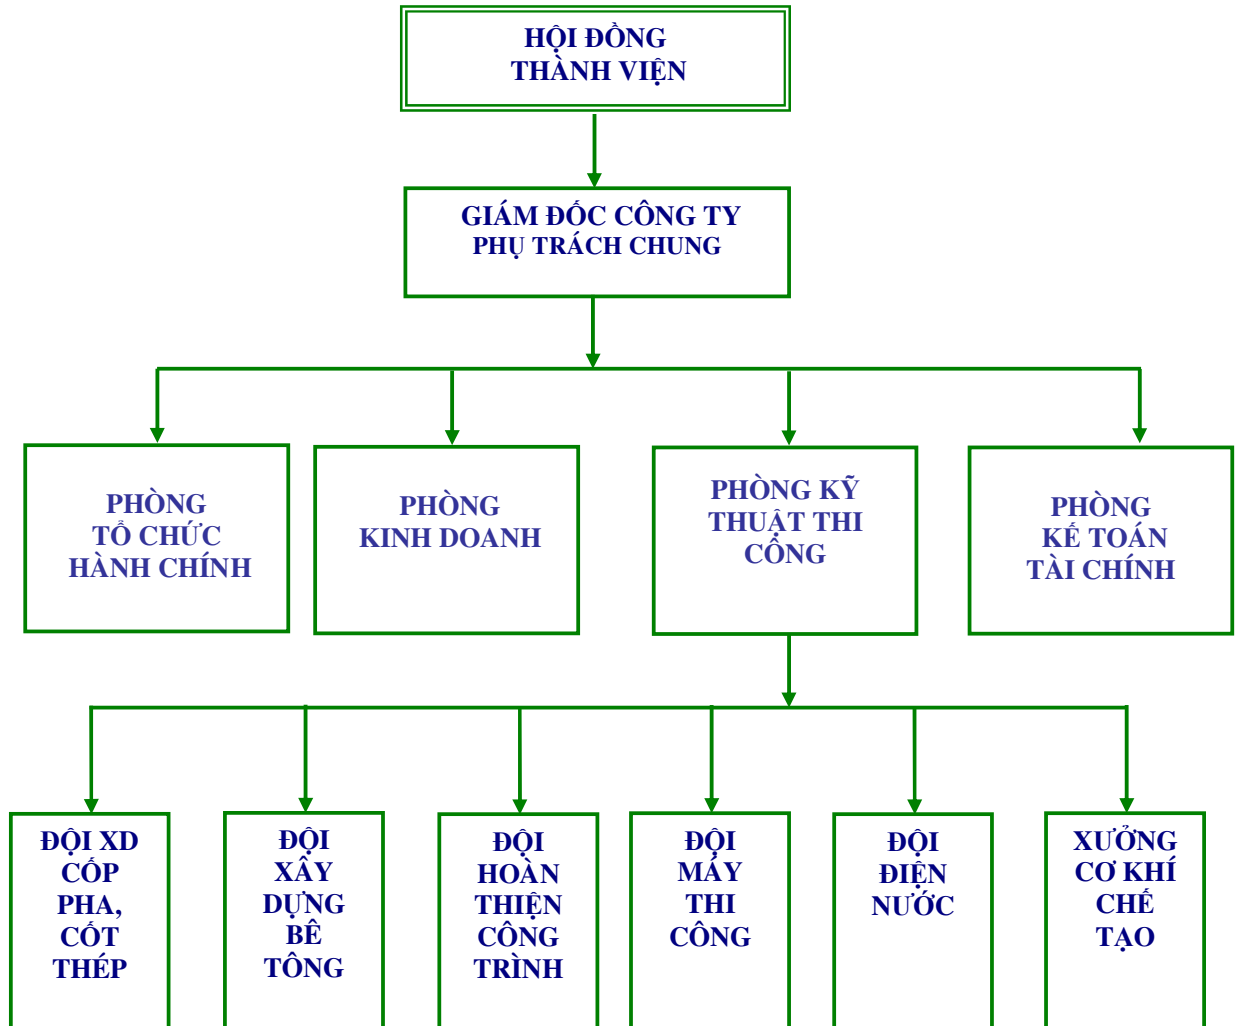 HỘI ĐỒNG
THÀNH VIỆN
GIÁM ĐỐC CÔNG TY
PHỤ TRÁCH CHUNG
PHÒNG
TỔ CHỨC
HÀNH CHÍNH
PHÒNG
KINH DOANH
PHÒNG KỸ
THUẬT THI
CÔNG
PHÒNG
KẾ TOÁN
TÀI CHÍNH
ĐỘI XD
CỐP
PHA,
CỐT
THÉP
ĐỘI
XÂY
DỰNG
BÊ
TÔNG
ĐỘI
HOÀN
THIỆN
CÔNG
TRÌNH
ĐỘI
MÁY
THI
CÔNG
ĐỘI
ĐIỆN
NƯỚC
XƯỞNG
CƠ KHÍ
CHẾ
TẠO